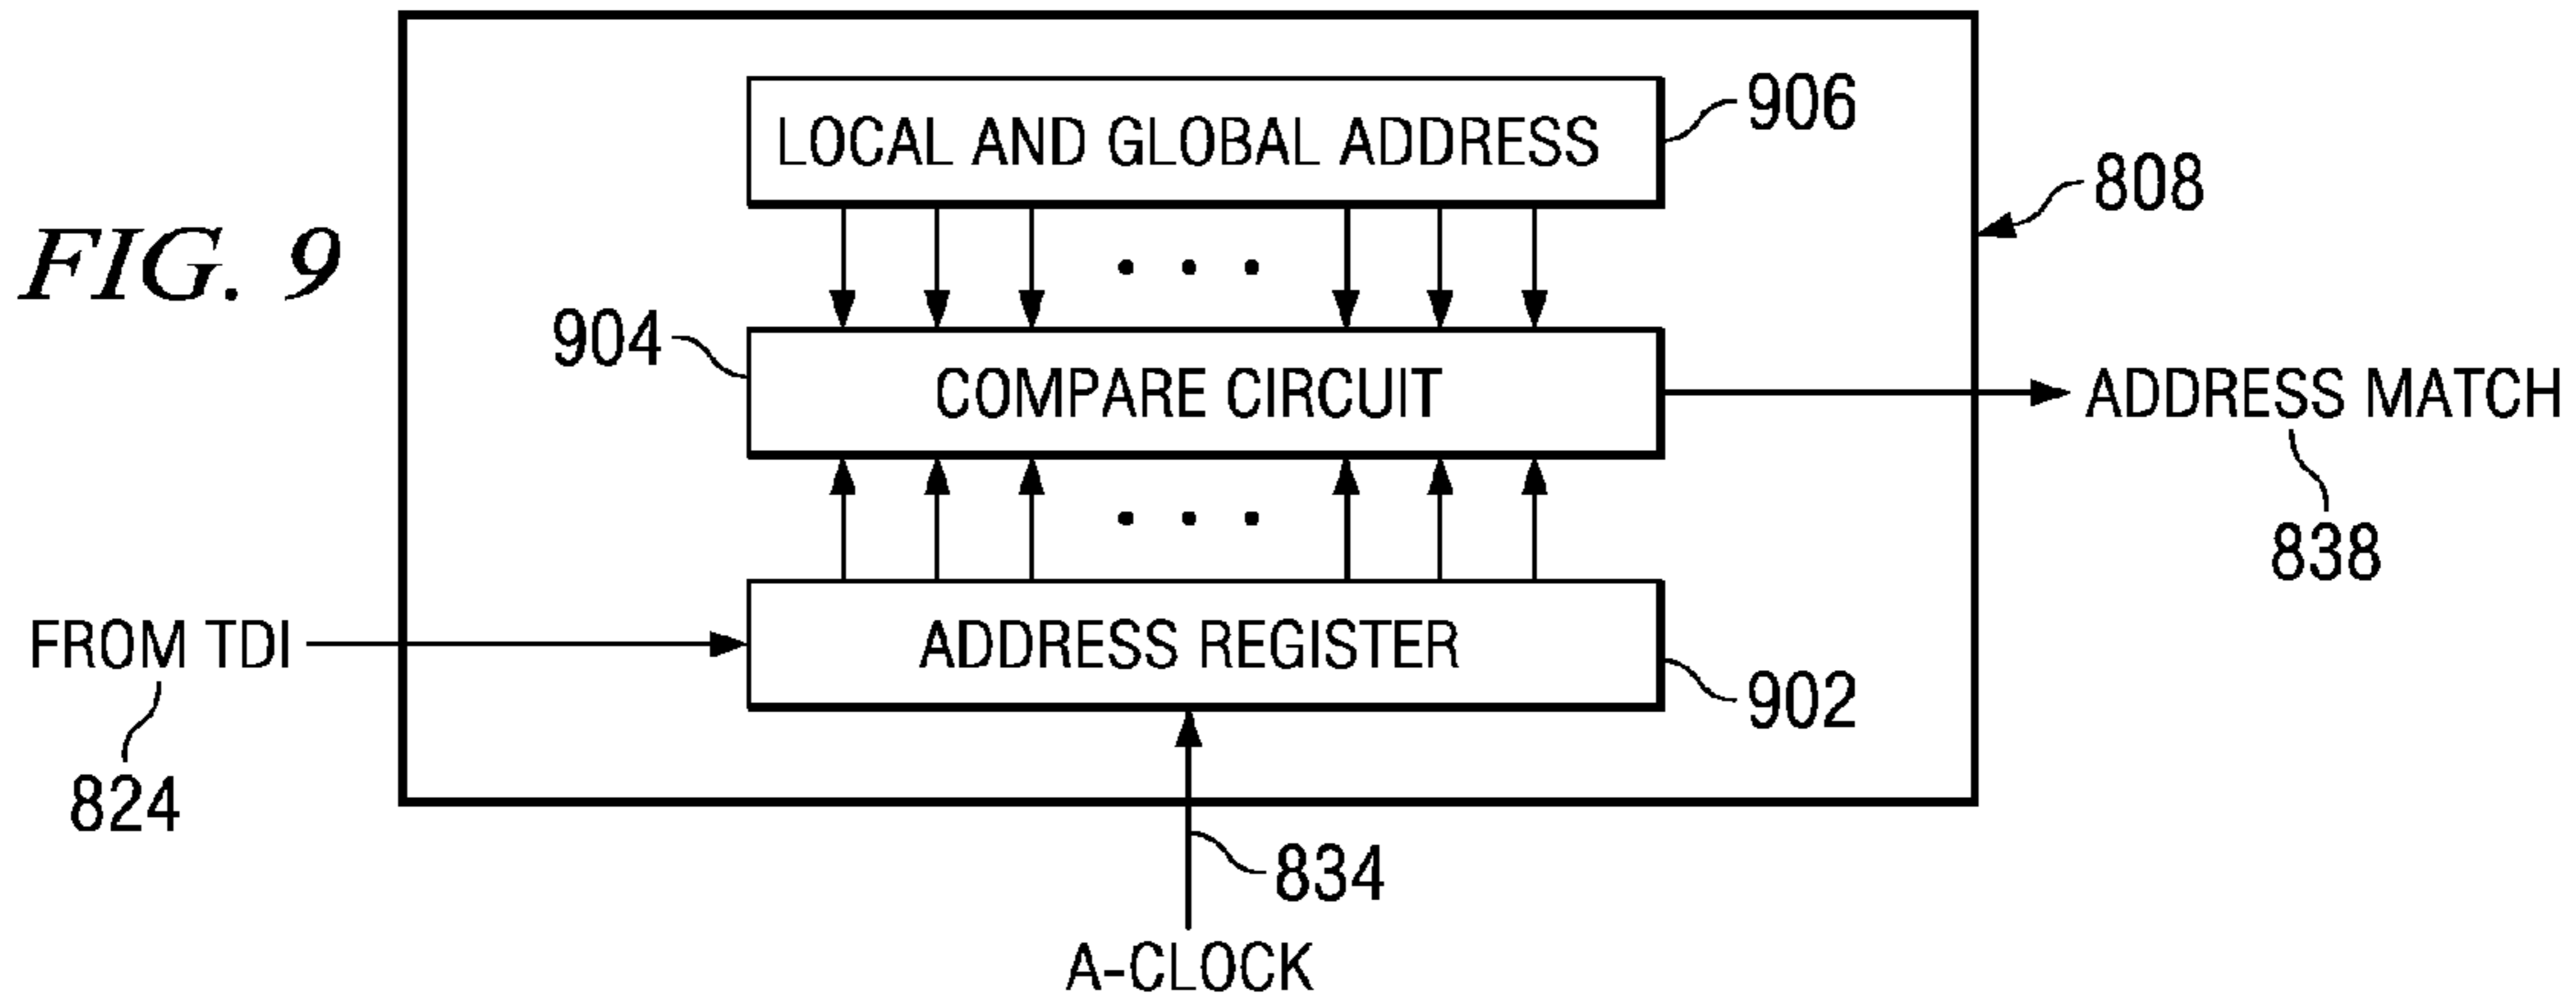 FIG. 9
LOCAL AND GLOBAL ADDRESS
906
808
904
COMPARE CIRCUIT
ADDRESS MATCH
838
FROM TDI
824
ADDRESS REGISTER
902
834
A-CLOCK